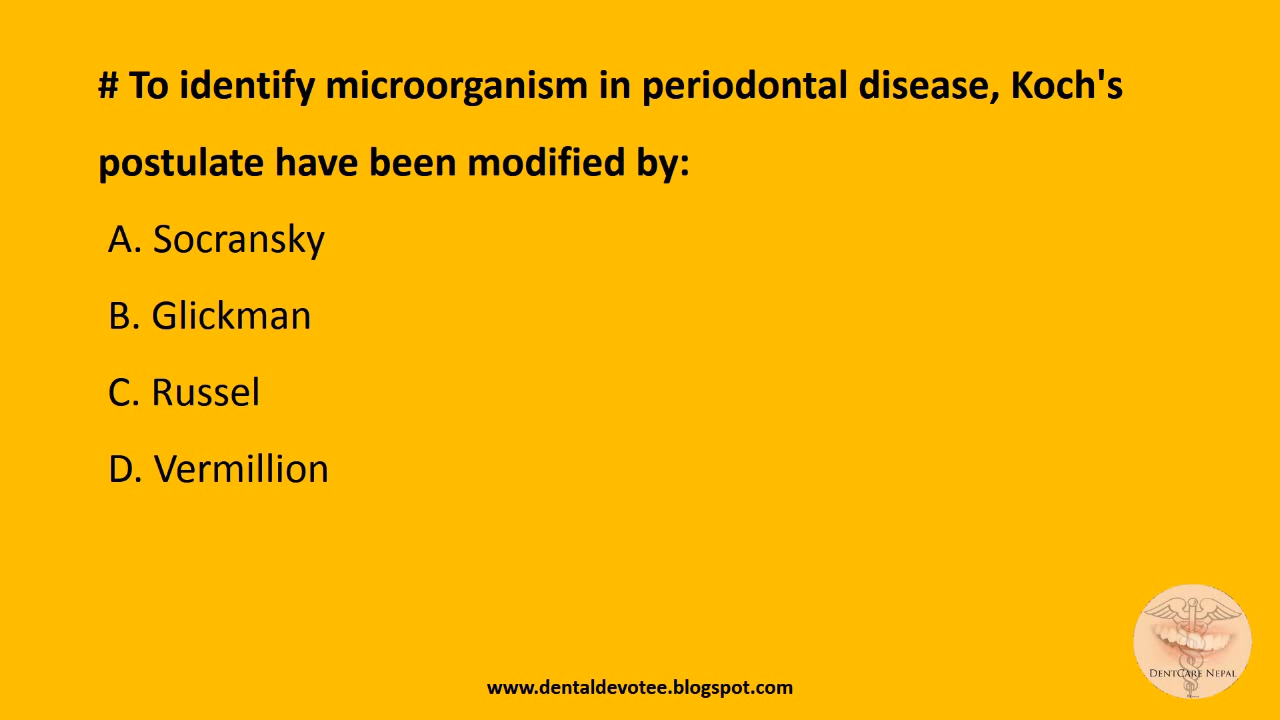 # To identify microorganism in periodontal disease, Koch's
postulate have been modified by:
A. Socransky
B. Glickman
C. Russel
D. Vermillion
DENTCARE NEPAL
www.dentaldevotee.blogspot.com